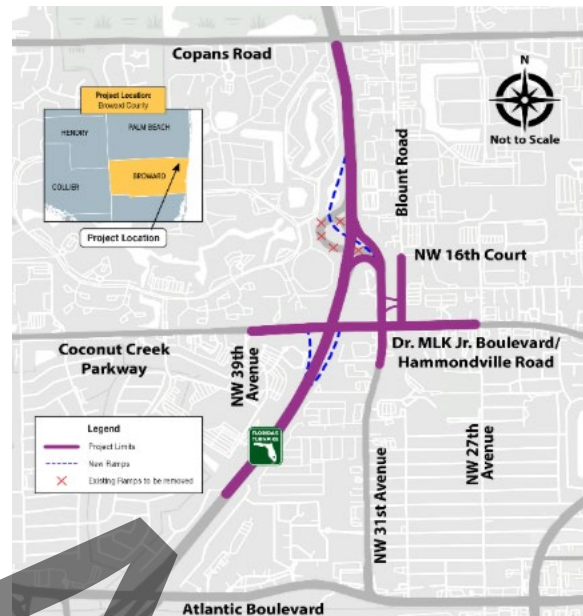 Copans Road
Project Location:
Broward County
HENDRY
PALM BEACH
COLLIER
BROWARD
Project Location
N
Not to Scale
Blount Road
NW 16th Court
Coconut Creek
Parkway
NW 39th
Avenue
Dr. MLK Jr. Boulevard/
Hammondville Road
NW 27th
Avenue
NW 31st Avenue
Legend
Project Limits
New Ramps
Existing Ramps to be removed
FLORIDA'S
TURNPIKE
Atlantic Boulevard